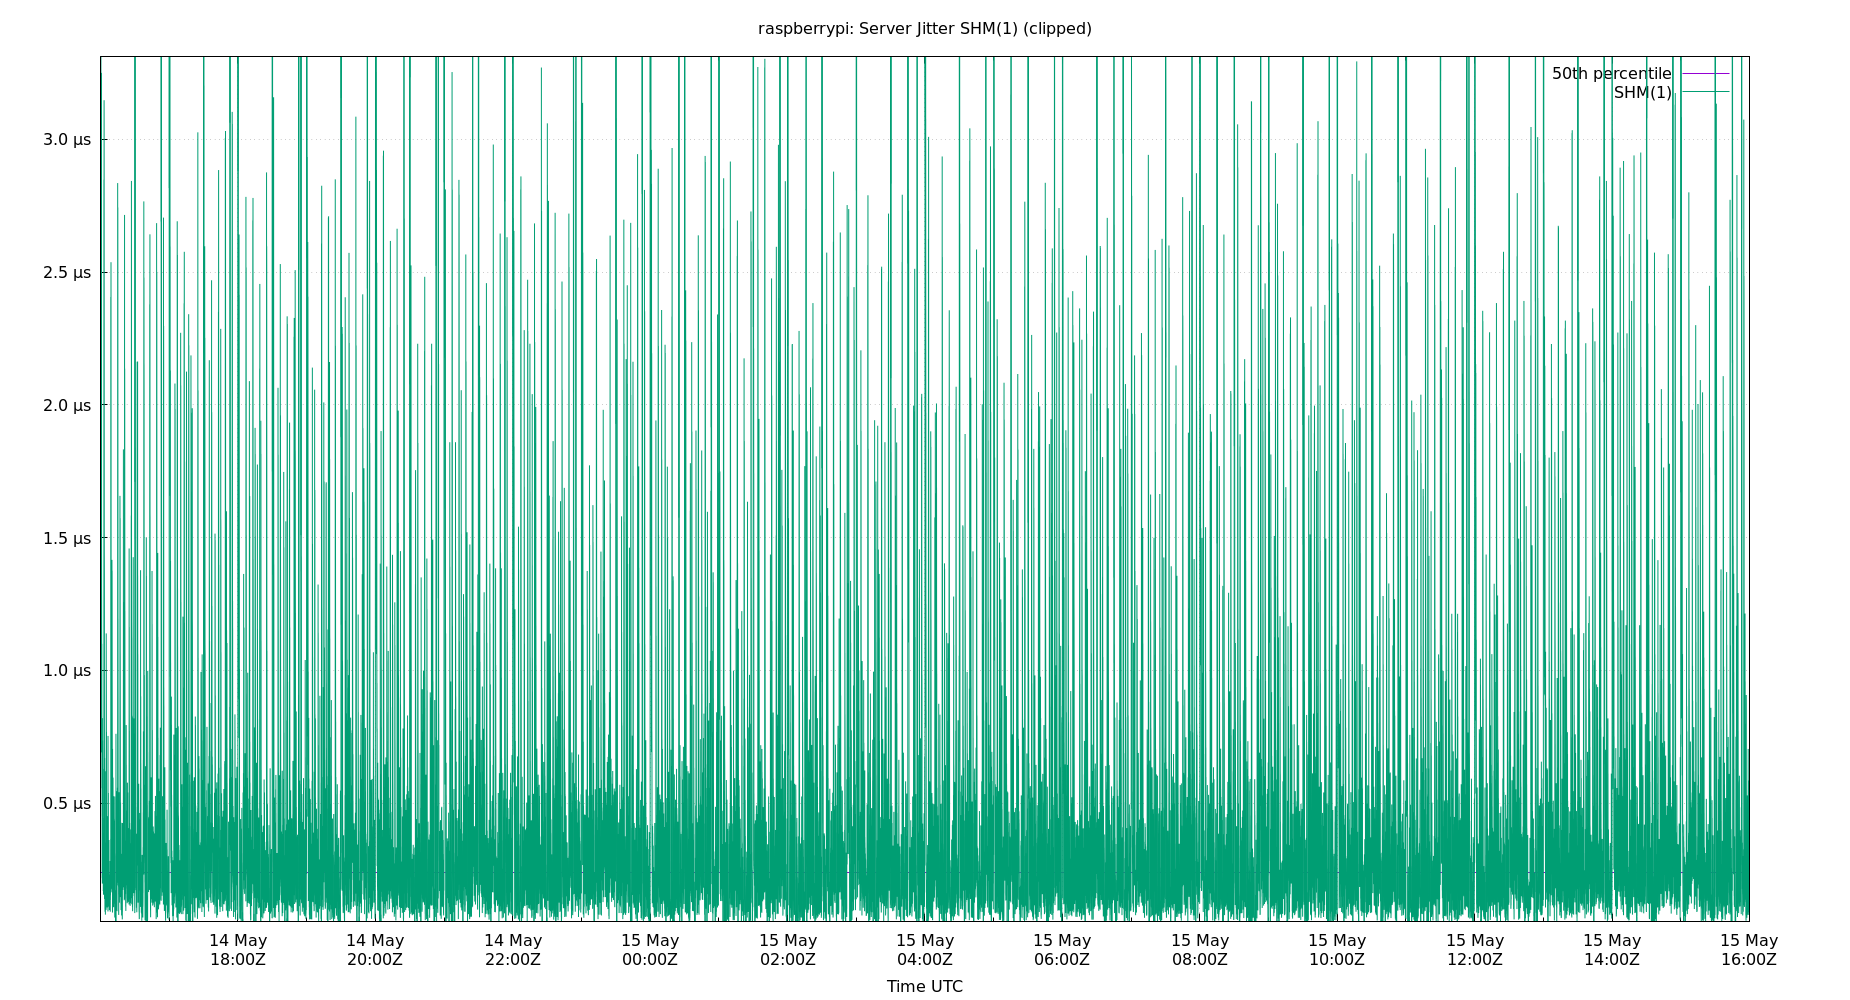 raspberrypi: Server Jitter SHM(1) (clipped)
50th percentile
SHM(1)
3.0 µs
2.5 µs
2.0 µs
1.5 µs
1.0 µs
0.5 µs
14 May 14 May 14 May 15 May 15 May 15 May 15 May 15 May 15 May 15 May 15 May 15 May
18:00Z 20:00Z 22:00Z 00:00Z 02:00Z 04:00Z 06:00Z 08:00Z 10:00Z 12:00Z 14:00Z 16:00Z
Time UTC